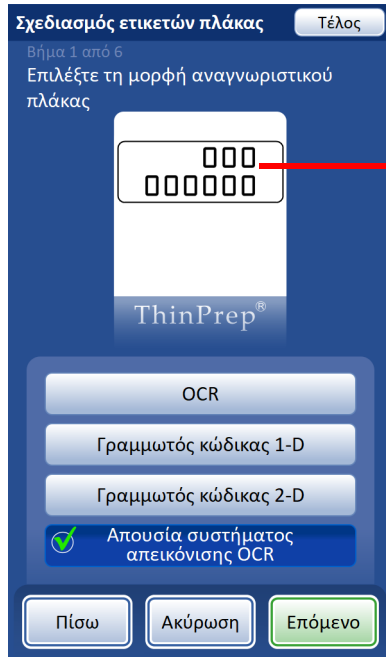 Σχεδιασμός ετικετών πλάκας
Τέλος
Βήμα 1 από 6
Επιλέξτε τη μορφή αναγνωριστικού
πλάκας
000
000000
ThinPrep®
OCR
Γραμμωτός κώδικας 1-D
Γραμμωτός κώδικας 2-D
Απουσία συστήματος
απεικόνισης OCR
Πίσω
Ακύρωση
Επόμενο